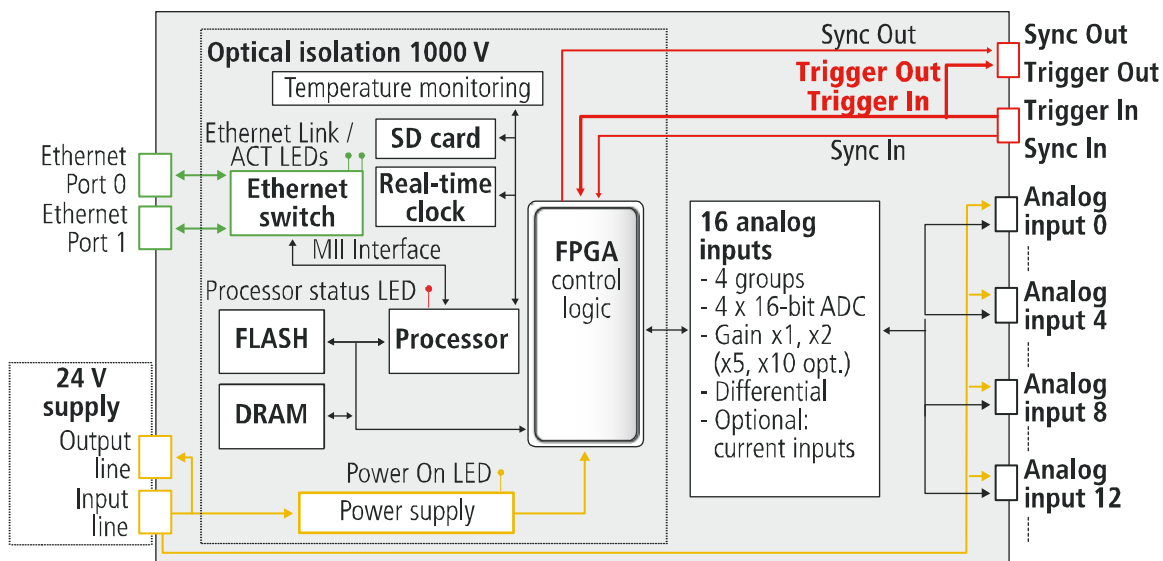 Optical isolation 1000 V
Temperature monitoring
Ethernet Link /
ACT LEDs
SD card
Real-time
clock
Ethernet
Port 0
Ethernet
Port 1
Ethernet
switch
MII Interface
Processor status LED
FLASH
Processor
DRAM
24 V
supply
Output
line
Input
line
Power On LED
Power supply
FPGA
control
logic
Sync Out
Trigger Out
Trigger In
Sync In
16 analog
inputs
- 4 groups
- 4 x 16-bit ADC
- Gain x1, x2
(x5, x10 opt.)
- Differential
- Optional:
current inputs
Sync Out
Trigger Out
Trigger In
Sync In
Analog
input 0
Analog
input 4
Analog
input 8
Analog
input 12